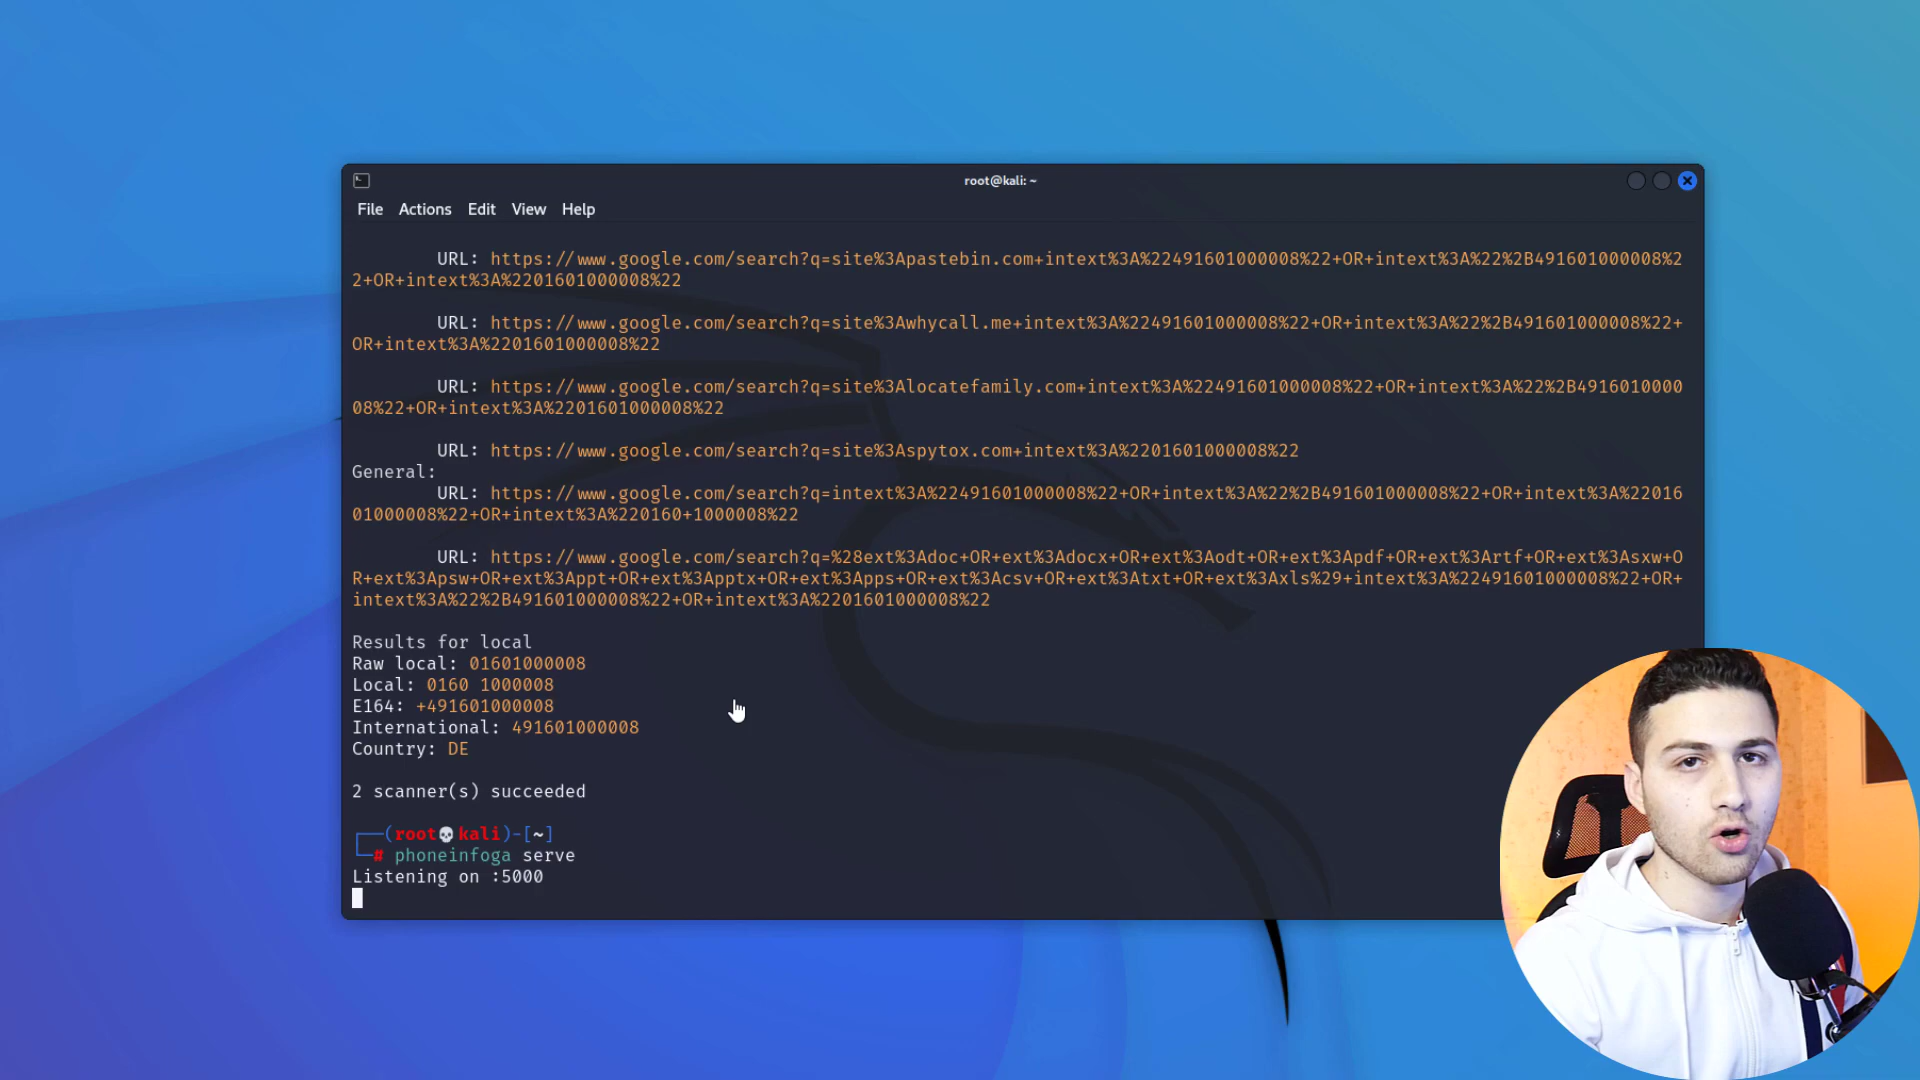 root@kali: ~
File Actions Edit View Help
URL: https://www.google.com/search?q=site%3Apastebin.com+intext%3A%22491601000008%22+OR+intext%3A%22%2B491601000008%2
2+OR+intext%3A%2201601000008%22
URL: https://www.google.com/search?q=site%3Awhycall.me+intext%3A%22491601000008%22+OR+intext%3A%22%2B491601000008%22+
OR+intext%3A%2201601000008%22
URL: https://www.google.com/search?q=site%3Alocatefamily.com+intext%3A%22491601000008%22+OR+intext%3A%22%2B4916010000
08%22+OR+intext%3A%2201601000008%22
URL: https://www.google.com/search?q=site%3Aspytox.com+intext%3A%2201601000008%22
General:
URL: https://www.google.com/search?q=intext%3A%22491601000008%22+OR+intext%3A%22%2B491601000008%22+OR+intext%3A%22016
01000008%22+OR+intext%3A%220160+1000008%22
URL: https://www.google.com/search?q=%28ext%3Adoc+OR+ext%3Adocx+OR+ext%3Aodt+OR+ext%3Apdf+OR+ext%3Artf+OR+ext%3Asxw+O
R+ext%3Apsw+OR+ext%3Appt+OR+ext%3Apptx+OR+ext%3Apps+OR+ext%3Acsv+OR+ext%3Atxt+OR+ext%3Axls%29+intext%3A%22491601000008%22+OR+
intext%3A%22%2B491601000008%22+OR+intext%3A%2201601000008%22
Results for local
Raw local: 01601000008
Local: 0160 1000008
E164: +491601000008
International: 491601000008
Country: DE
2 scanner(s) succeeded
┌──(root💀kali)-[~]
└─# phoneinfoga serve
Listening on :5000